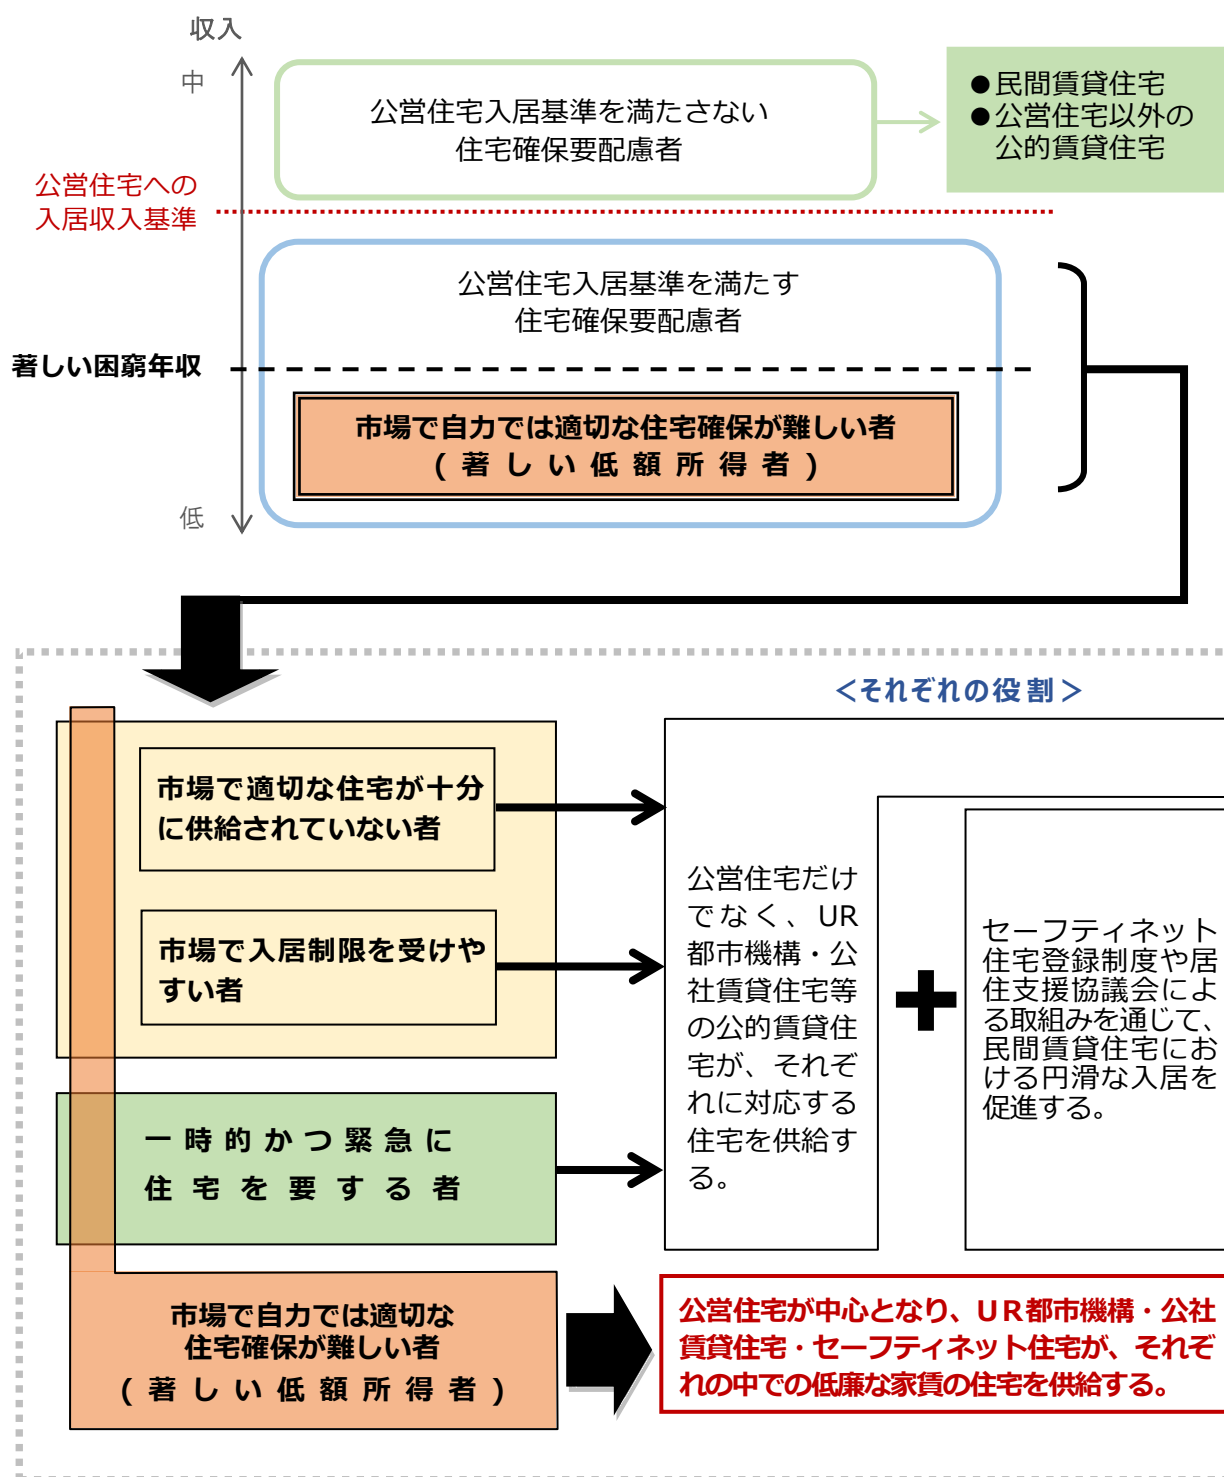 収入
中
公営住宅入居基準を満たさない
住宅確保要配慮者
●民間賃貸住宅
●公営住宅以外の
公的賃貸住宅
公営住宅への
入居収入基準
公営住宅入居基準を満たす
住宅確保要配慮者
著しい困窮年収
市場で自力では適切な住宅確保が難しい者
(著しい低額所得者)
低
<それぞれの役割>
市場で適切な住宅が十分
に供給されていない者
市場で入居制限を受けや
すい者
一時的かつ緊急に
住宅を要する者
市場で自力では適切な
住宅確保が難しい者
(著しい低額所得者)
公営住宅だけ
でなく、UR
都市機構・公
社賃貸住宅等
の公的賃貸住
宅が、それぞ
れに対応する
住宅を供給す
る。
セーフティネット
住宅登録制度や居
住支援協議会によ
る取組みを通じて、
民間賃貸住宅にお
ける円滑な入居を
促進する。
公営住宅が中心となり、UR都市機構・公社
賃貸住宅・セーフティネット住宅が、それぞ
れの中での低廉な家賃の住宅を供給する。